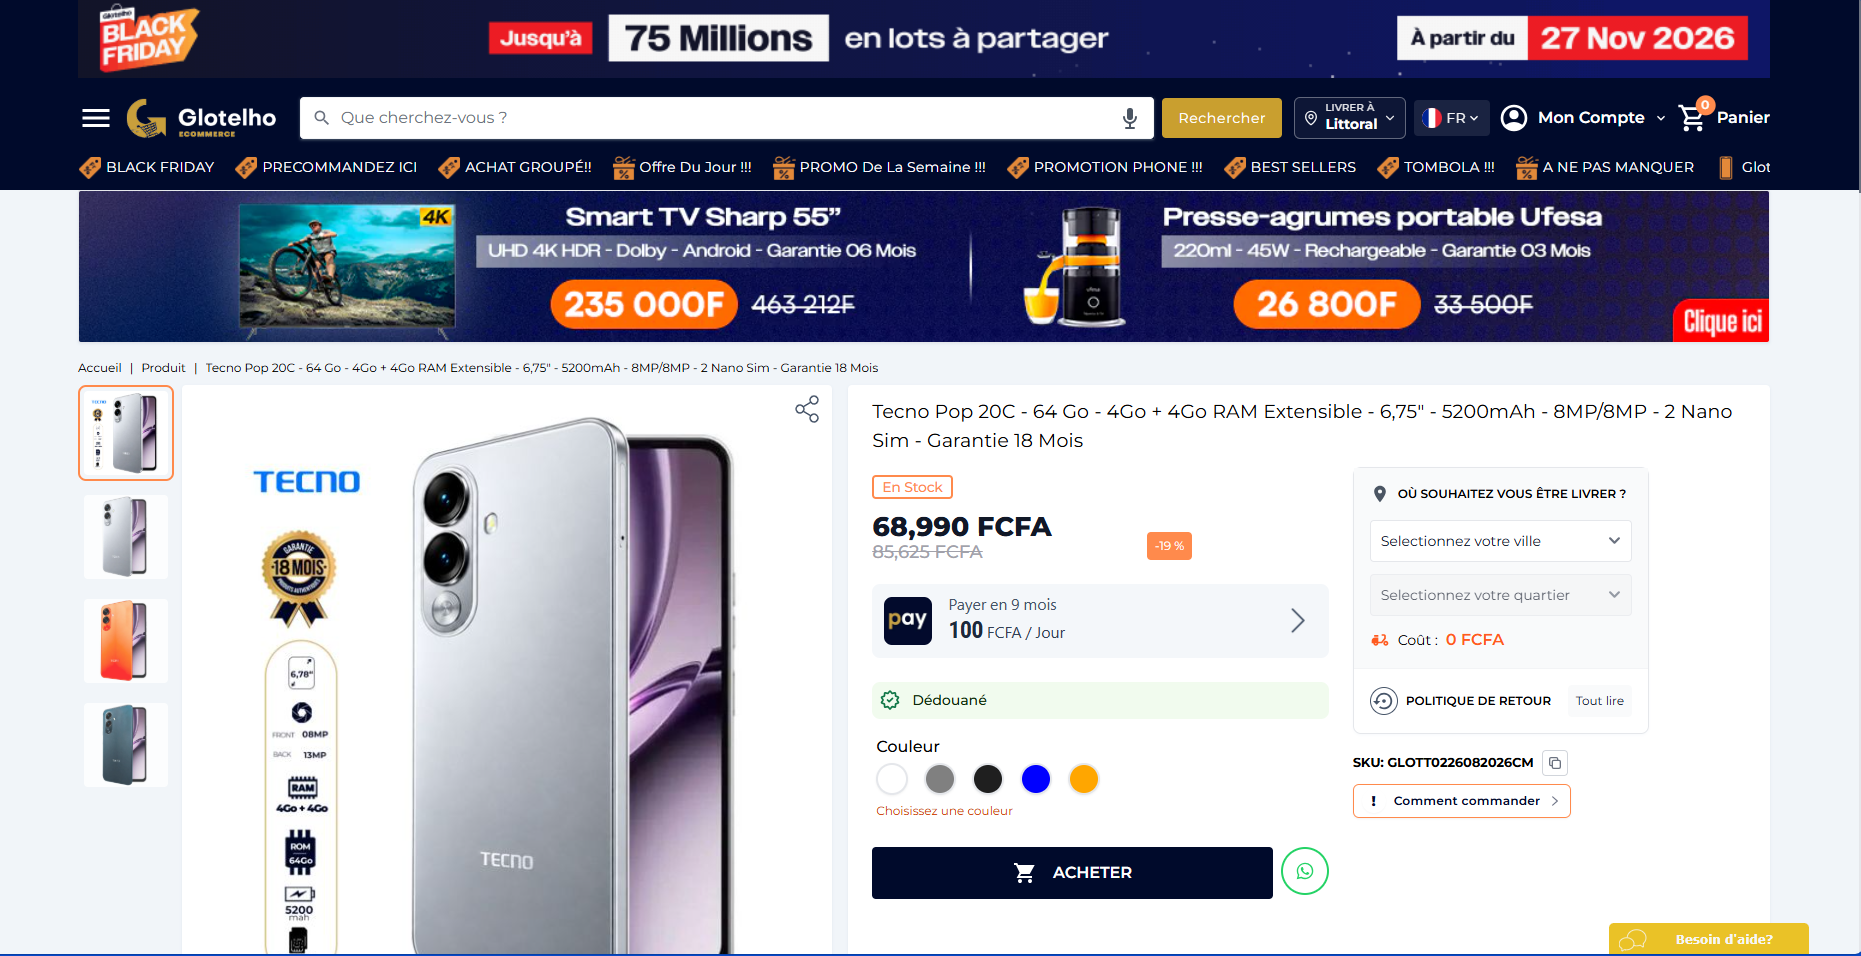 Glotelho
BLACK
FRIDAY
Jusqu'à 75 Millions en lots à partager
À partir du 27 Nov 2026
Glotelho
ECOMMERCE
Que cherchez-vous ?
Rechercher
LIVRER À
Littoral
FR
Mon Compte
0
Panier
BLACK FRIDAY
PRECOMMANDEZ ICI
ACHAT GROUPÉ!!
Offre Du Jour !!!
PROMO De La Semaine !!!
PROMOTION PHONE !!!
BEST SELLERS
TOMBOLA !!!
A NE PAS MANQUER
Glot
4K
Smart TV Sharp 55”
UHD 4K HDR - Dolby - Android - Garantie 06 Mois
235 000F 463 212F
Presse-agrumes portable Ufesa
220ml - 45W - Rechargeable - Garantie 03 Mois
26 800F 33 500F
Clique ici
Accueil | Produit | Tecno Pop 20C - 64 Go - 4Go + 4Go RAM Extensible - 6,75" - 5200mAh - 8MP/8MP - 2 Nano Sim - Garantie 18 Mois
TECNO
GARANTIE
18 MOIS
PRODUITS AUTHENTIQUES
6,78"
FRONT 08MP
BACK 13MP
RAM
4Go + 4Go
ROM
64Go
5200
mah
TECNO
Tecno Pop 20C - 64 Go - 4Go + 4Go RAM Extensible - 6,75" - 5200mAh - 8MP/8MP - 2 Nano
Sim - Garantie 18 Mois
En Stock
68,990 FCFA
85,625 FCFA
-19 %
pay
Payer en 9 mois
100 FCFA / Jour
Dédouané
Couleur
Choisissez une couleur
ACHETER
OÙ SOUHAITEZ VOUS ÊTRE LIVRER ?
Selectionnez votre ville
Selectionnez votre quartier
Coût : 0 FCFA
POLITIQUE DE RETOUR
Tout lire
SKU: GLOTT0226082026CM
! Comment commander
Besoin d'aide?